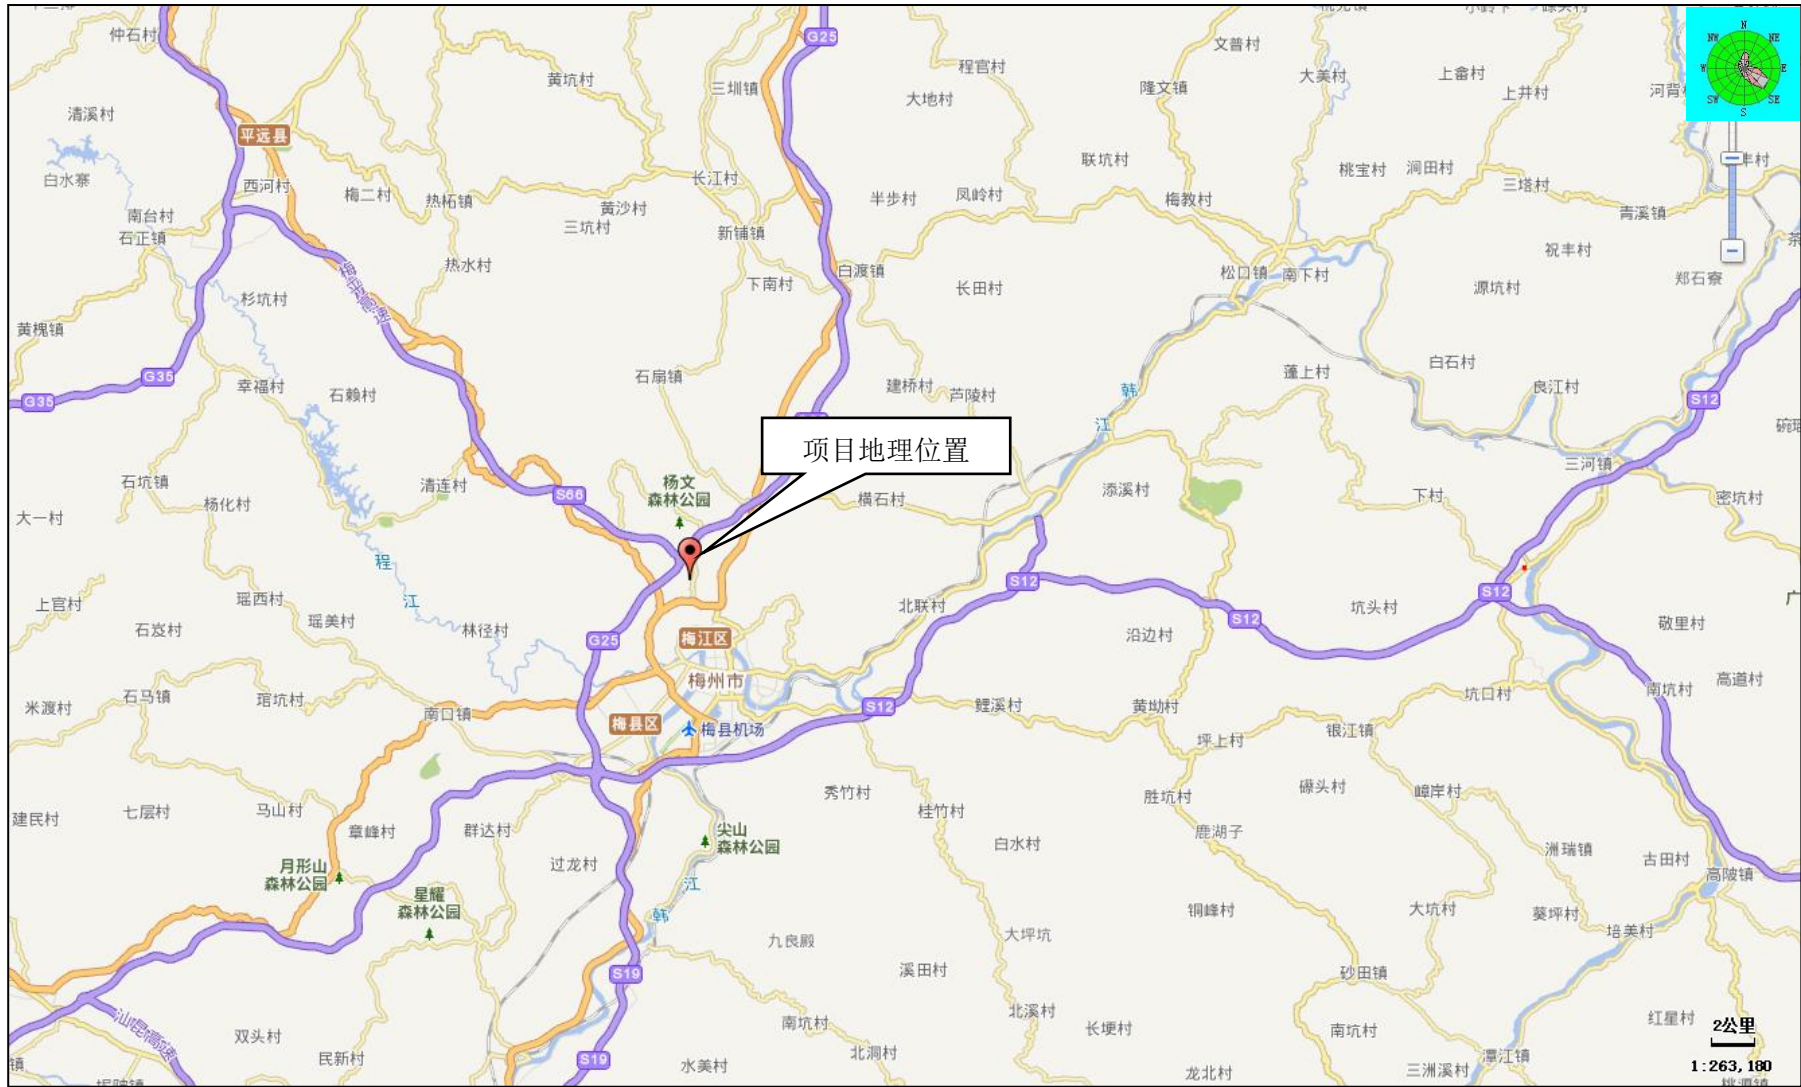 仲石村
G25
文普村
N
NW
NE
W
E
SW
SE
S
黄坑村
三圳镇
程官村
大地村
隆文镇
大美村
上畲村
上井村
清溪村
平远县
白水寨
西河村
梅二村
热柘镇
黄沙村
三坑村
长江村
半步村
凤岭村
联坑村
梅教村
桃宝村
涧田村
三塔村
青溪镇
南台村
石正镇
新铺镇
热水村
梅平高速
下南村
白渡镇
长田村
松口镇
南下村
祝丰村
源坑村
郑石寮
杉坑村
黄槐镇
G35
G35
幸福村
石赖村
石扇镇
建桥村
芦陵村
韩
江
蓬上村
白石村
良江村
S12
项目地理位置
石坑镇
杨化村
清连村
S66
杨文
森林公园
横石村
添溪村
三河镇
下村
密坑村
大一村
程
江
上官村
瑶西村
瑶美村
石岌村
林径村
G25
梅江区
梅州市
北联村
S12
S12
沿边村
坑头村
S12
敬里村
米渡村
石马镇
琯坑村
南口镇
梅县区
梅县机场
S12
鲤溪村
黄坳村
坪上村
银江镇
坑口村
南坑村
高道村
建民村
七层村
马山村
章峰村
群达村
过龙村
秀竹村
桂竹村
白水村
胜坑村
鹿湖子
礤头村
嶂岸村
洲瑞镇
古田村
高陂镇
月形山
森林公园
星耀
森林公园
尖山
森林公园
江
韩
九良殿
大坪坑
铜峰村
大坑村
葵坪村
培美村
S19
溪田村
砂田镇
汕昆高速
双头村
民新村
S19
水美村
南坑村
北洞村
北溪村
长埂村
龙北村
南坑村
三洲溪村
潭江镇
红星村
2公里
1:263,180